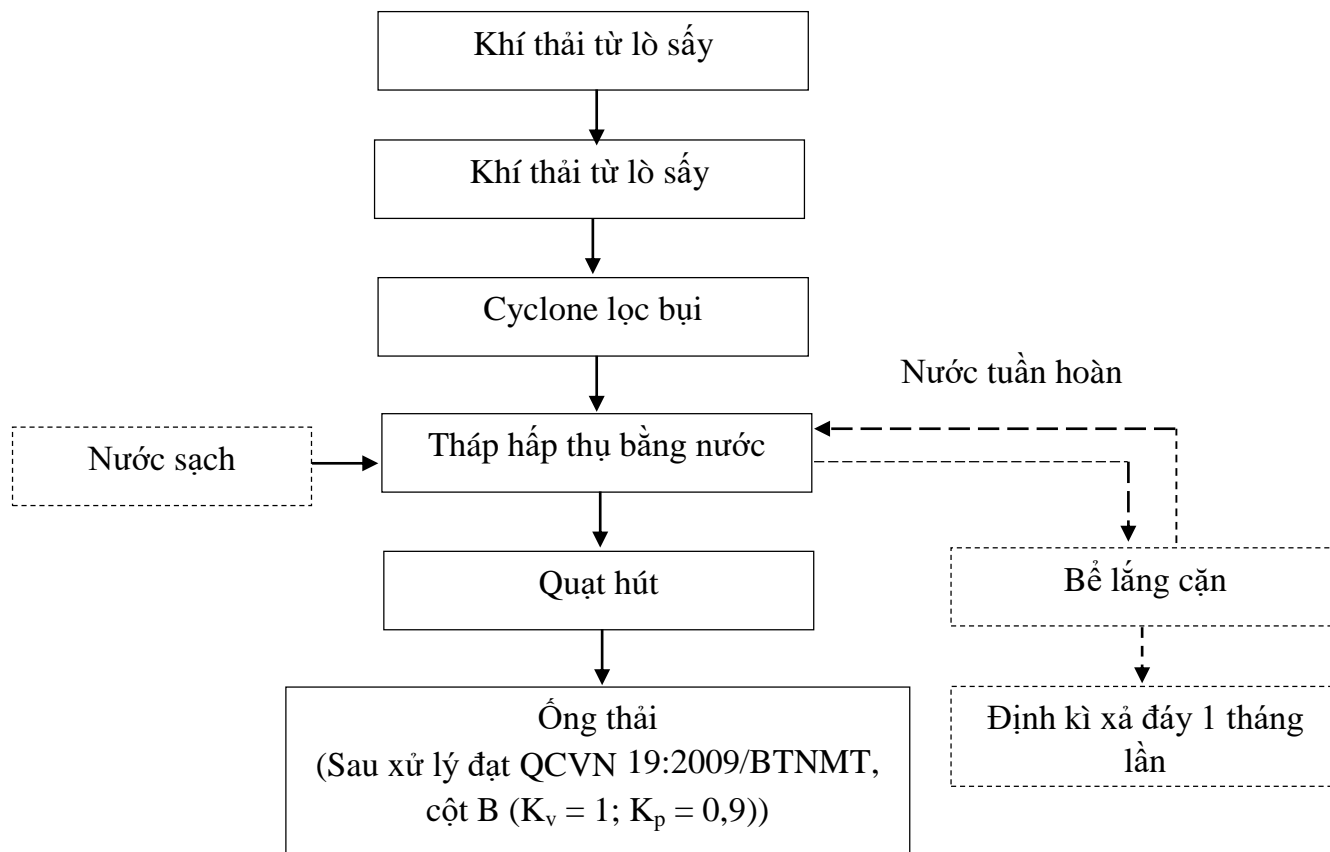 Khí thải từ lò sấy
Khí thải từ lò sấy
Cyclone lọc bụi
Nước tuần hoàn
Nước sạch
Tháp hấp thụ bằng nước
Quạt hút
Bể lắng cặn
Ống thải
(Sau xử lý đạt QCVN 19:2009/BTNMT,
cột B (Kv = 1; Kp = 0,9))
Định kì xả đáy 1 tháng
lần